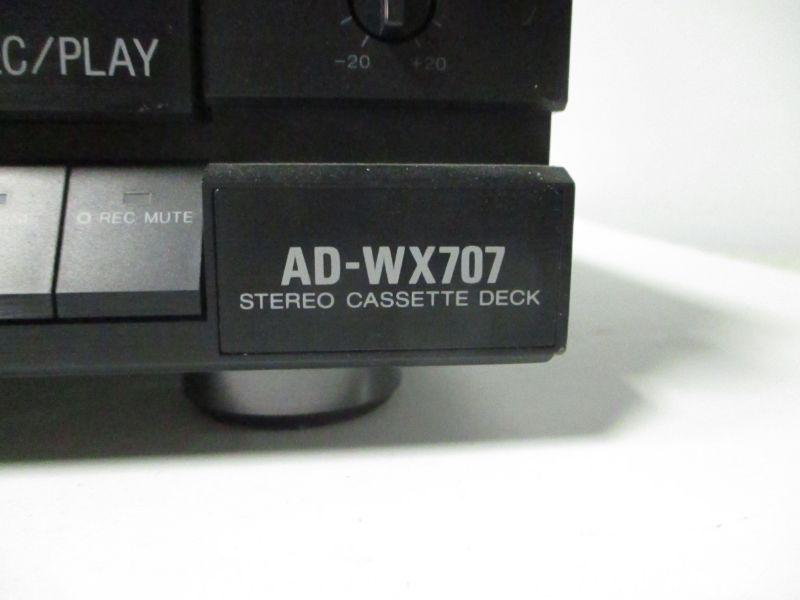 C/PLAY
-20 +20
O REC MUTE
AD-WX707
STEREO CASSETTE DECK